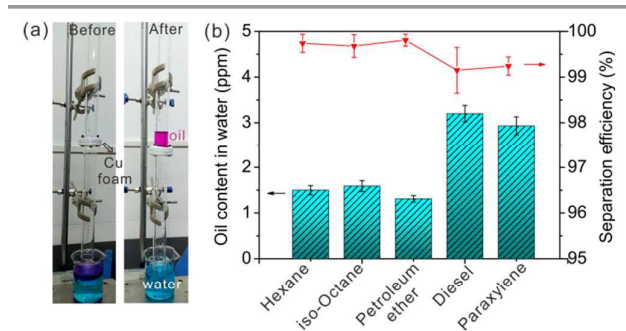 (a) Before After
oil
Cu
foam
water
(b)
Oil content in water (ppm)
5
4
3
2
1
0
100
99
98
97
96
95
Separation efficiency (%)
Hexane
iso-Octane
Petroleum
ether
Diesel
Paraxylene